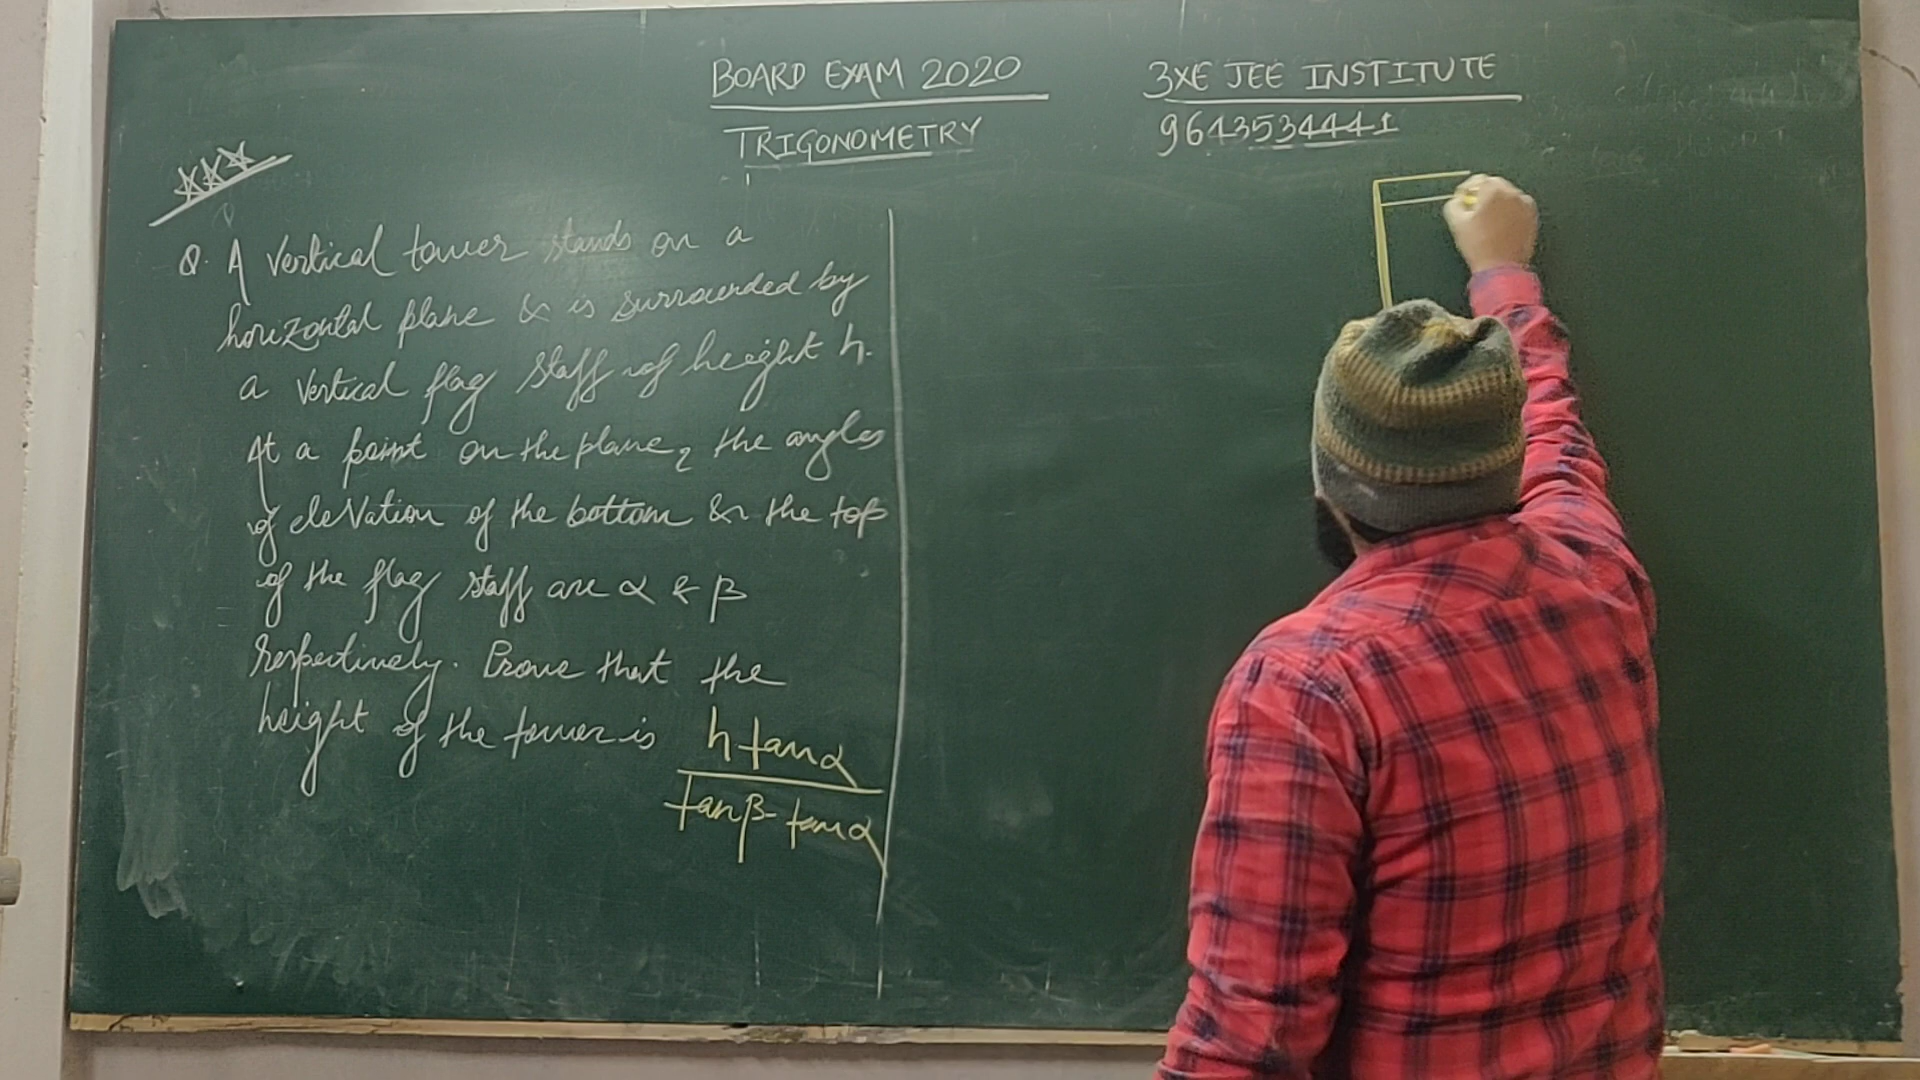 BOARD EXAM 2020
TRIGONOMETRY
3XE JEE INSTITUTE
9643534441
Q. A vertical tower stands on a
horizontal plane & is surrounded by
a vertical flag staff of height h.
At a point on the plane, the angles
of elevation of the bottom & the top
of the flag staff are α & β
respectively. Prove that the
height of the tower is h tanα
tanβ - tanα